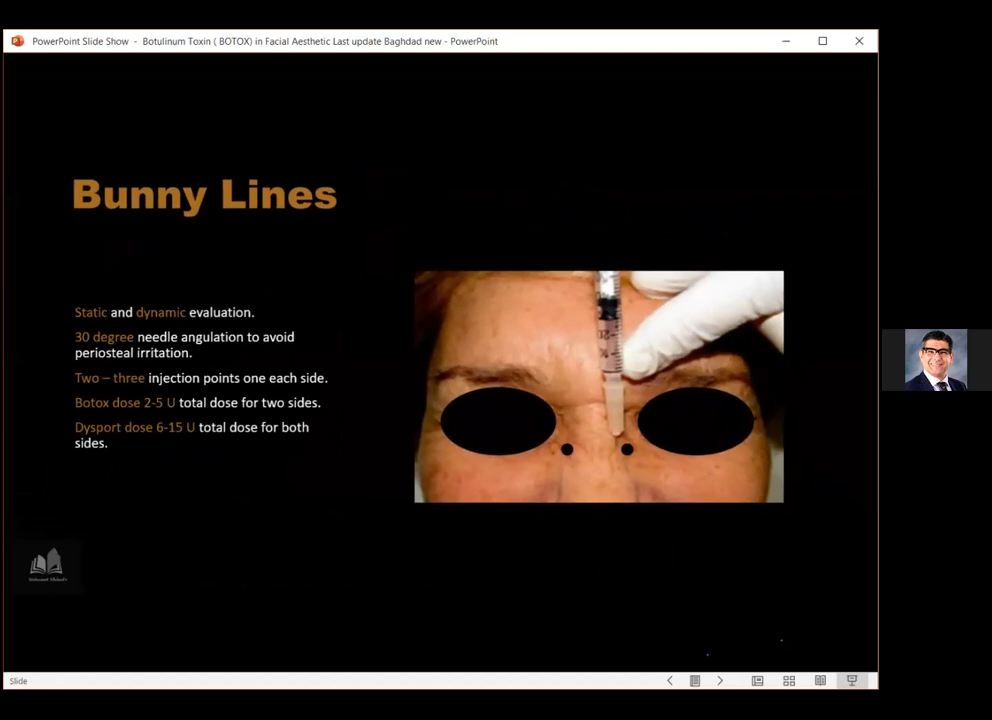 PowerPoint Slide Show - Botulinum Toxin ( BOTOX) in Facial Aesthetic Last update Baghdad new - PowerPoint
Bunny Lines
Static and dynamic evaluation.
30 degree needle angulation to avoid
periosteal irritation.
Two – three injection points one each side.
Botox dose 2-5 U total dose for two sides.
Dysport dose 6-15 U total dose for both
sides.
Slide